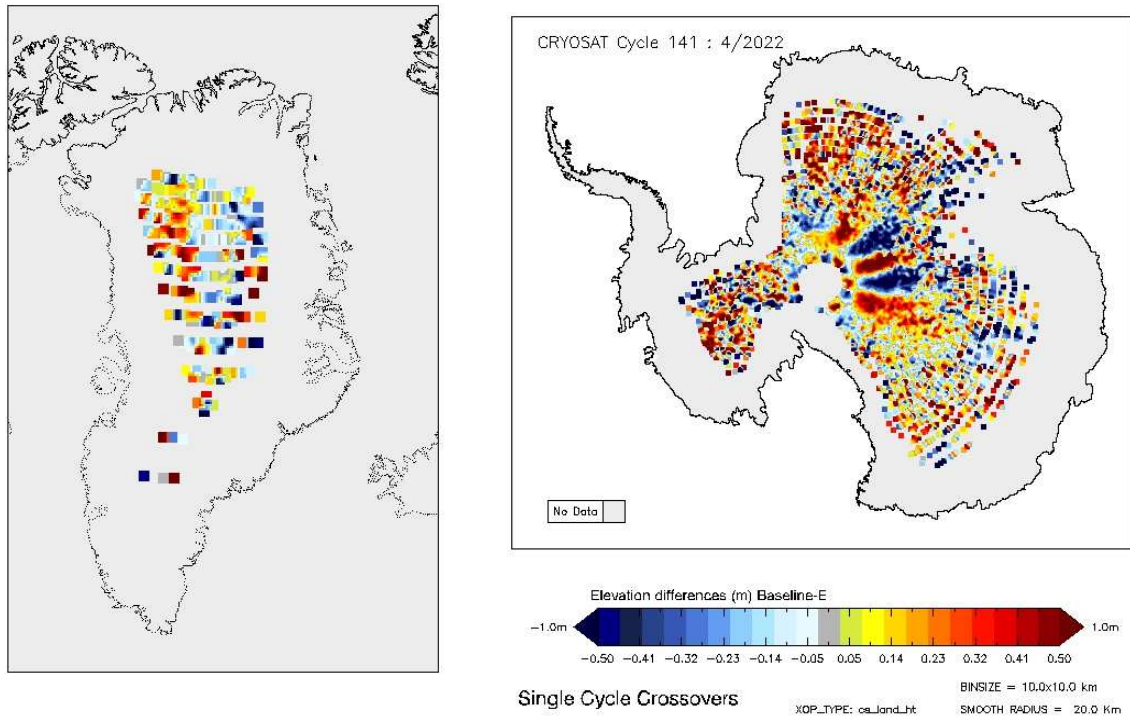 CRYOSAT Cycle 141 : 4/2022
No Data
Elevation differences (m) Baseline-E
-1.0m
1.0m
-0.50 -0.41 -0.32 -0.23 -0.14 -0.05 0.05 0.14 0.23 0.32 0.41 0.50
Single Cycle Crossovers
XOP_TYPE: cs_land_ht
BINSIZE = 10.0x10.0 km
SMOOTH RADIUS = 20.0 Km